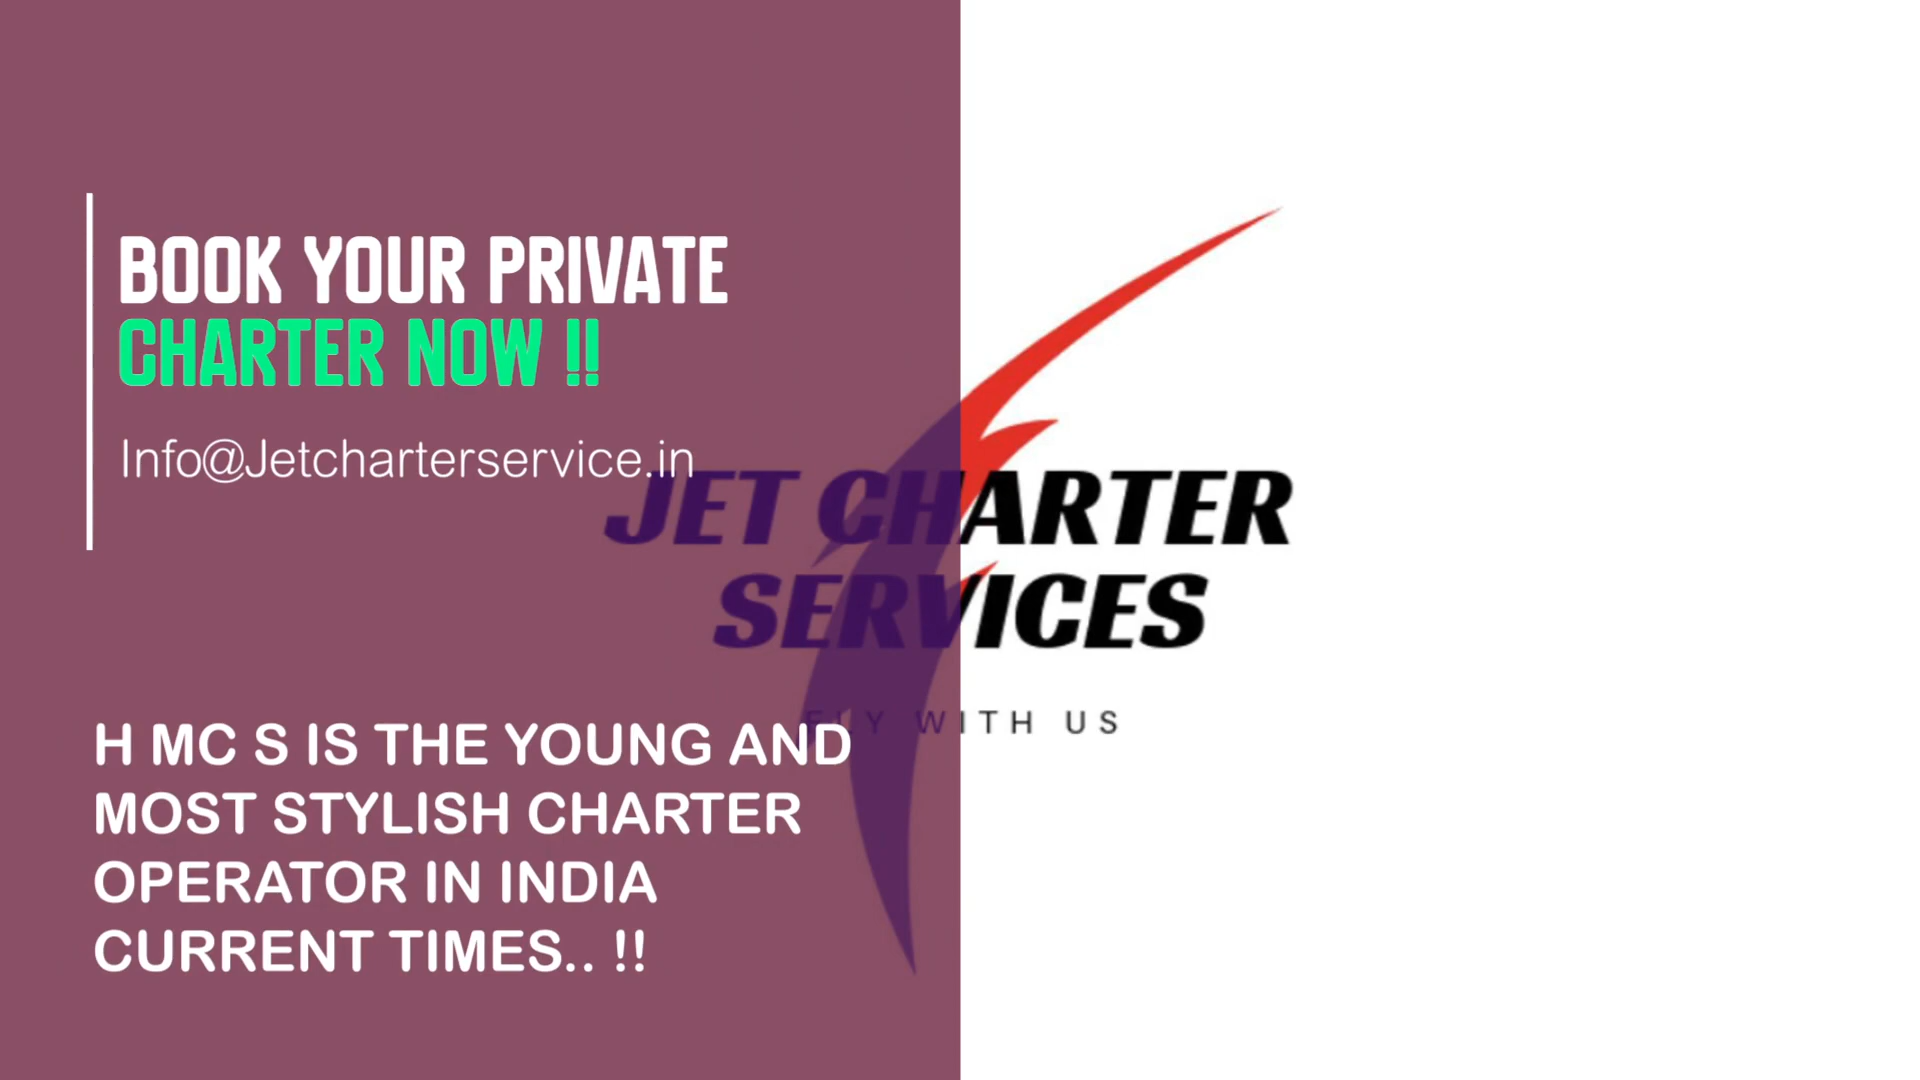 BOOK YOUR PRIVATE
CHARTER NOW !!
Info@Jetcharterservice.in
JET CHARTER
SERVICES
FLY WITH US
H MC S IS THE YOUNG AND
MOST STYLISH CHARTER
OPERATOR IN INDIA
CURRENT TIMES.. !!